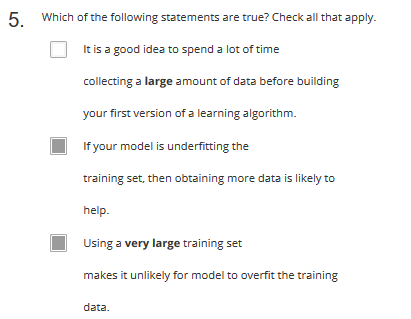 5. Which of the following statements are true? Check all that apply.
It is a good idea to spend a lot of time
collecting a large amount of data before building
your first version of a learning algorithm.
If your model is underfitting the
training set, then obtaining more data is likely to
help.
Using a very large training set
makes it unlikely for model to overfit the training
data.